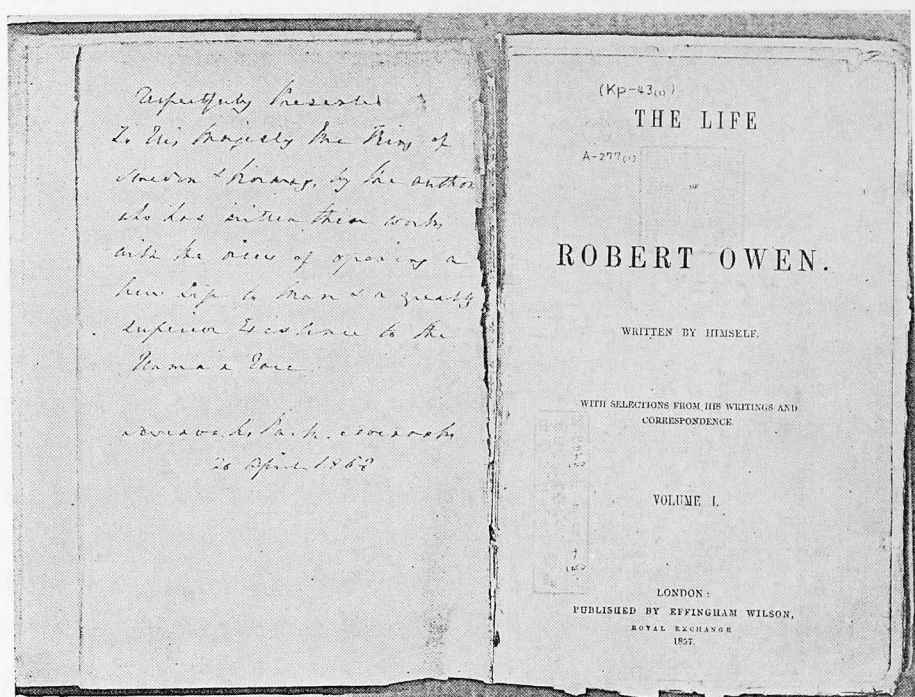 Respectfully Presented
To His Majesty the King of
Sweden & Norway, by the author
who has written these works
with the view of opening a
New life to Man & a greatly
Superior Existence to the
Human Race
Sevenoaks Park, Sevenoaks
26 April 1858
(Kp-43(1))
THE LIFE
A-277(1)
OF
ROBERT OWEN.
WRITTEN BY HIMSELF.
WITH SELECTIONS FROM HIS WRITINGS AND
CORRESPONDENCE.
VOLUME I.
LONDON:
PUBLISHED BY EFFINGHAM WILSON,
ROYAL EXCHANGE
1857.